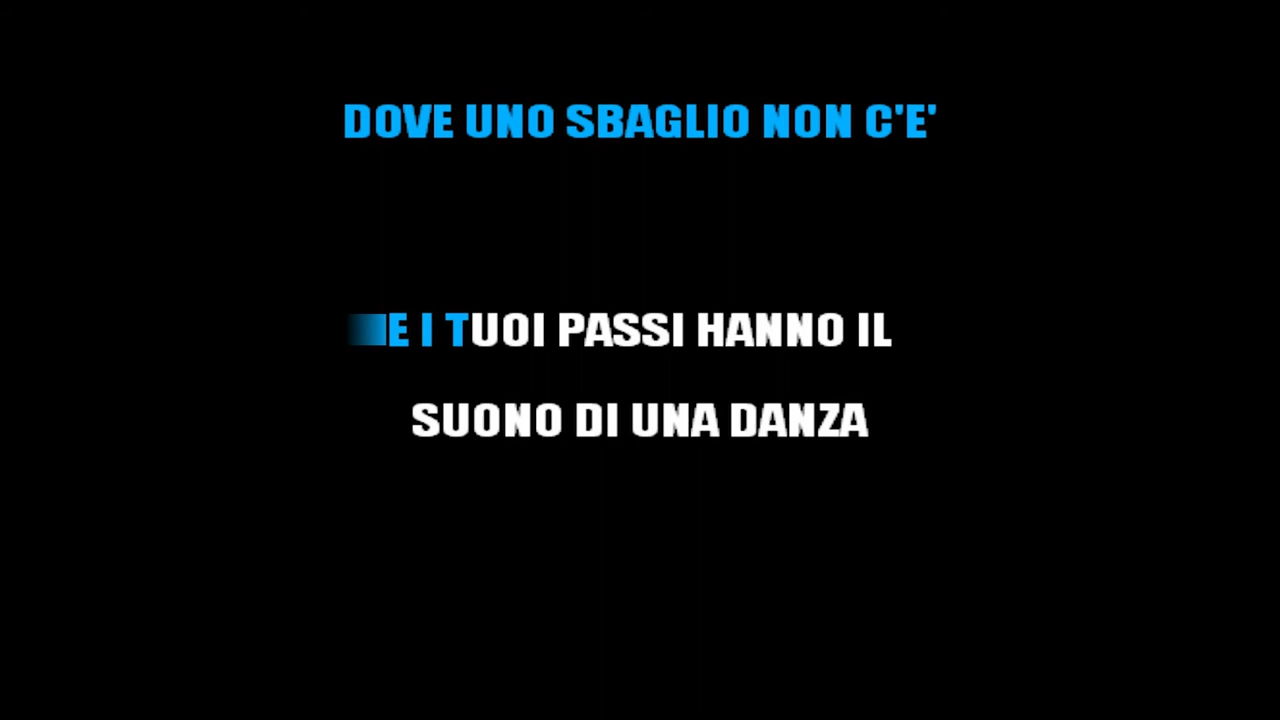 DOVE UNO SBAGLIO NON C'E'
E I TUOI PASSI HANNO IL
SUONO DI UNA DANZA